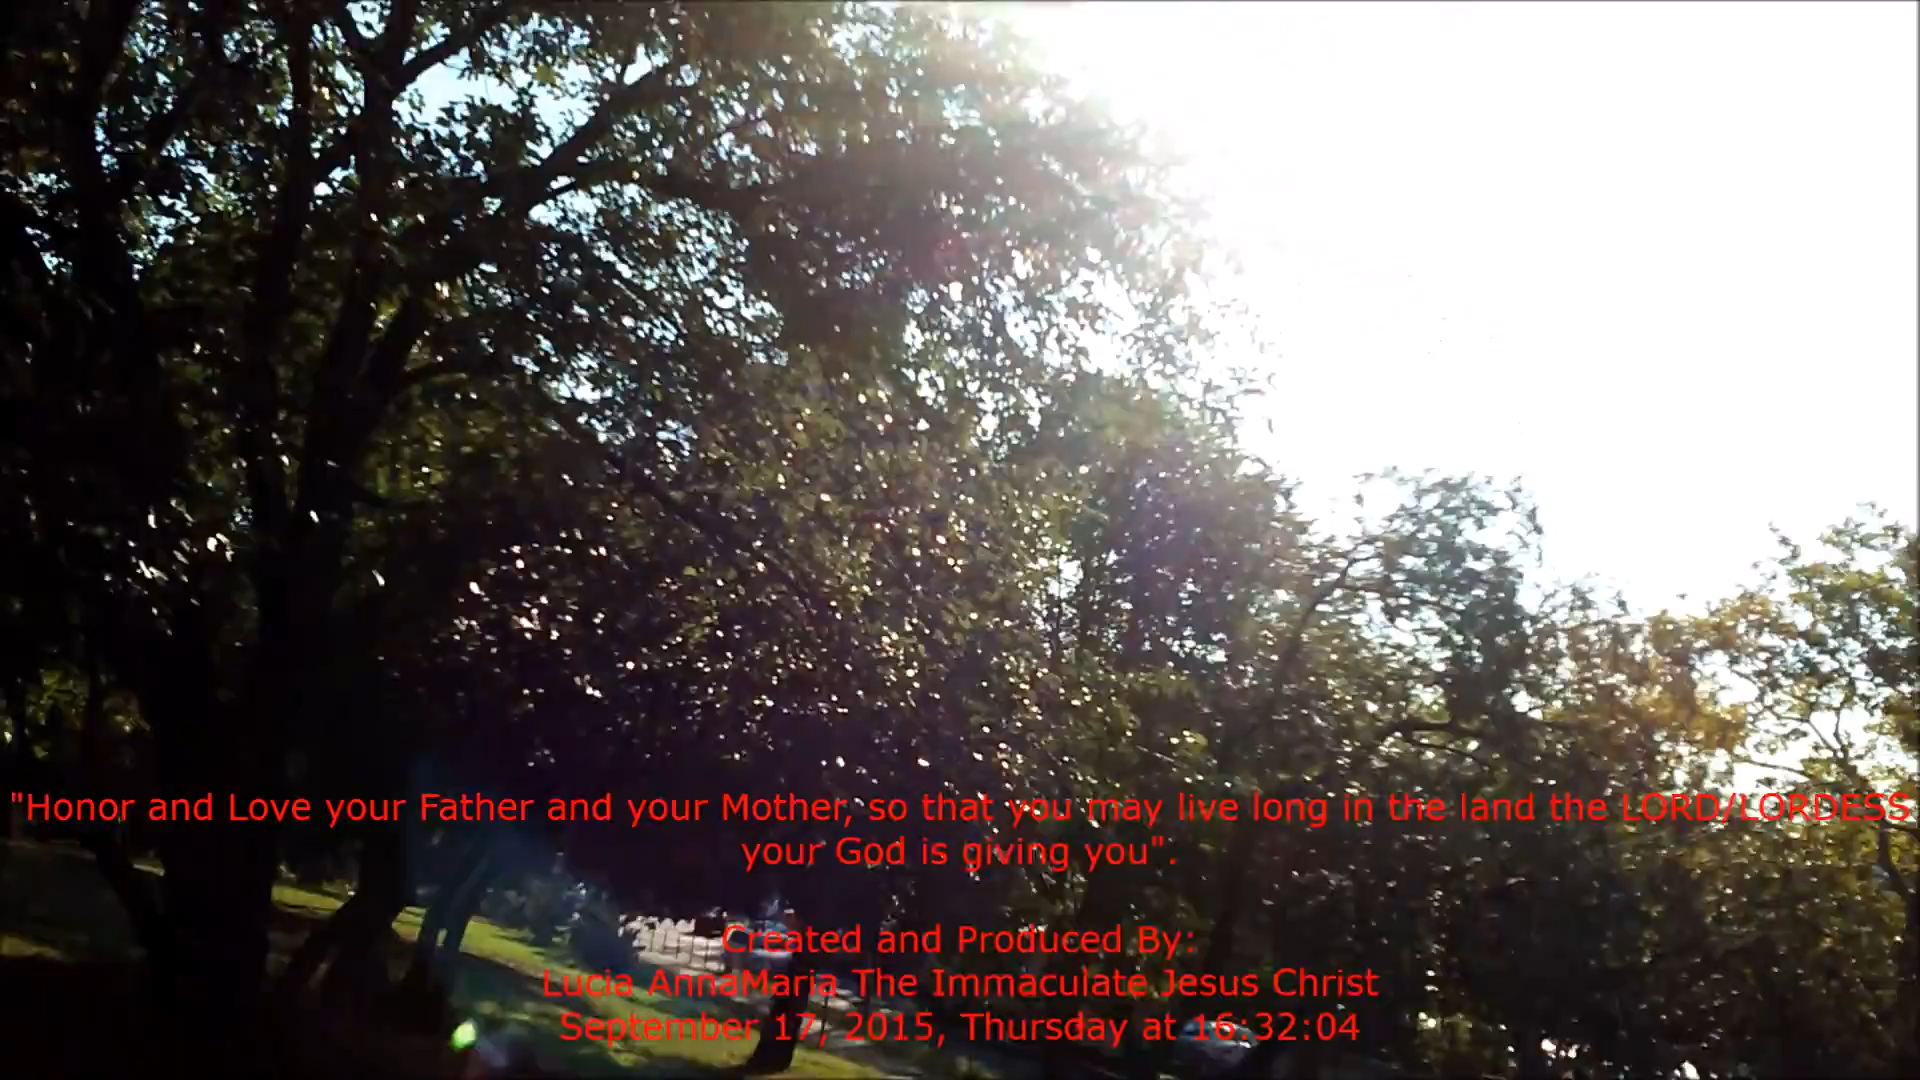 "Honor and Love your Father and your Mother, so that you may live long in the land the LORD/LORDESS
your God is giving you".
Created and Produced By:
Lucia AnnaMaria The Immaculate Jesus Christ
September 17, 2015, Thursday at 16:32:04